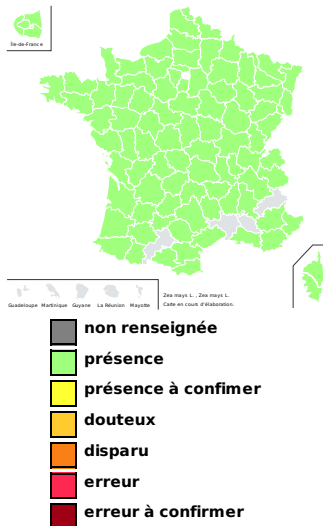 Île-de-France
Guadeloupe Martinique Guyane La Réunion Mayotte
Zea mays L. , Zea mays L.
Carte en cours d'élaboration.
non renseignée
présence
présence à confimer
douteux
disparu
erreur
erreur à confirmer